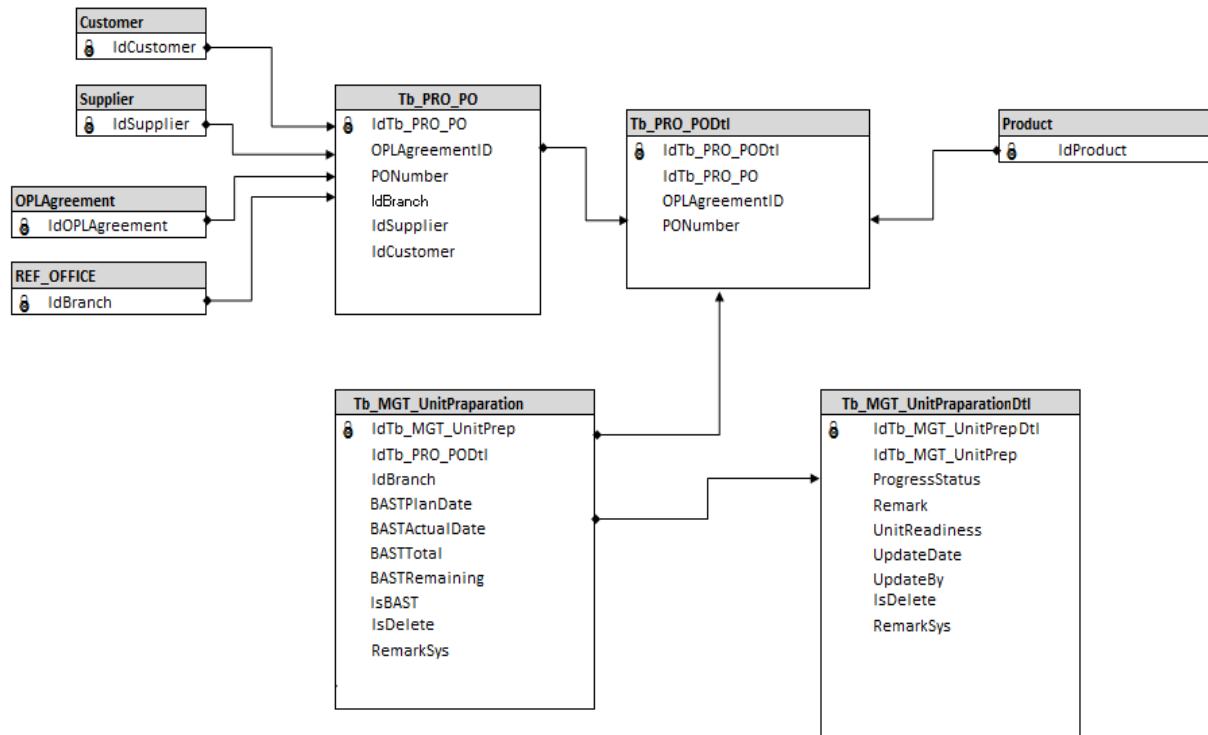 Customer
IdCustomer
Supplier
IdSupplier
OPLAgreement
IdOPLAgreement
REF_OFFICE
IdBranch
Tb_PRO_PO
IdTb_PRO_PO
OPLAgreementID
PONumber
IdBranch
IdSupplier
IdCustomer
Tb_PRO_PODtl
IdTb_PRO_PODtl
IdTb_PRO_PO
OPLAgreementID
PONumber
Product
IdProduct
Tb_MGT_UnitPraparation
IdTb_MGT_UnitPrep
IdTb_PRO_PODtl
IdBranch
BASTPlanDate
BASTActualDate
BASTTotal
BASTRemaining
IsBAST
IsDelete
RemarkSys
Tb_MGT_UnitPraparationDtl
IdTb_MGT_UnitPrepDtl
IdTb_MGT_UnitPrep
ProgressStatus
Remark
UnitReadiness
UpdateDate
UpdateBy
IsDelete
RemarkSys